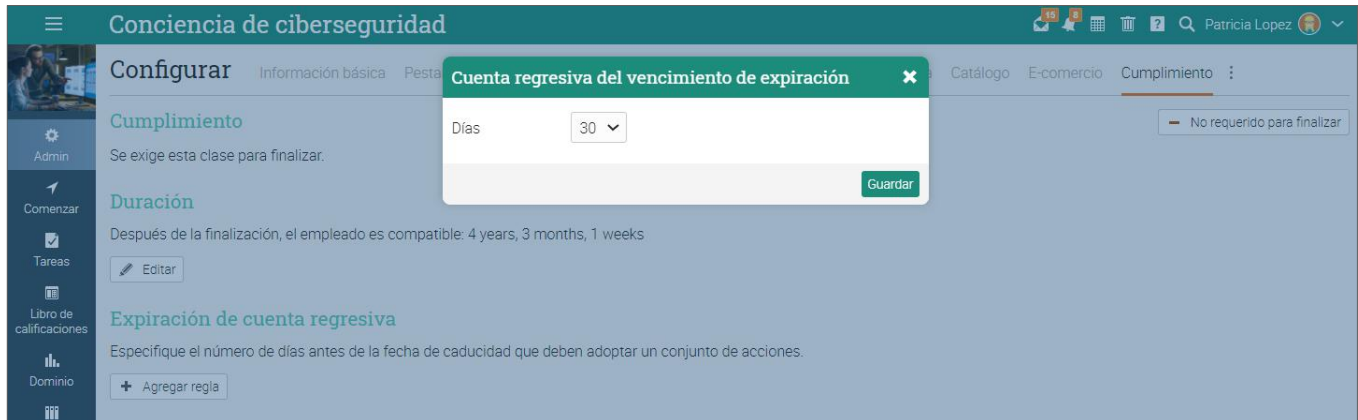 Conciencia de ciberseguridad
15
8
Patricia Lopez
Configurar
Información básica
Pesta
Catálogo
E-comercio
Cumplimiento
Cuenta regresiva del vencimiento de expiración
Días
30
Guardar
Admin
Comenzar
Tareas
Libro de
calificaciones
Dominio
Cumplimiento
No requerido para finalizar
Se exige esta clase para finalizar.
Duración
Después de la finalización, el empleado es compatible: 4 years, 3 months, 1 weeks
Editar
Expiración de cuenta regresiva
Especifique el número de días antes de la fecha de caducidad que deben adoptar un conjunto de acciones.
Agregar regla